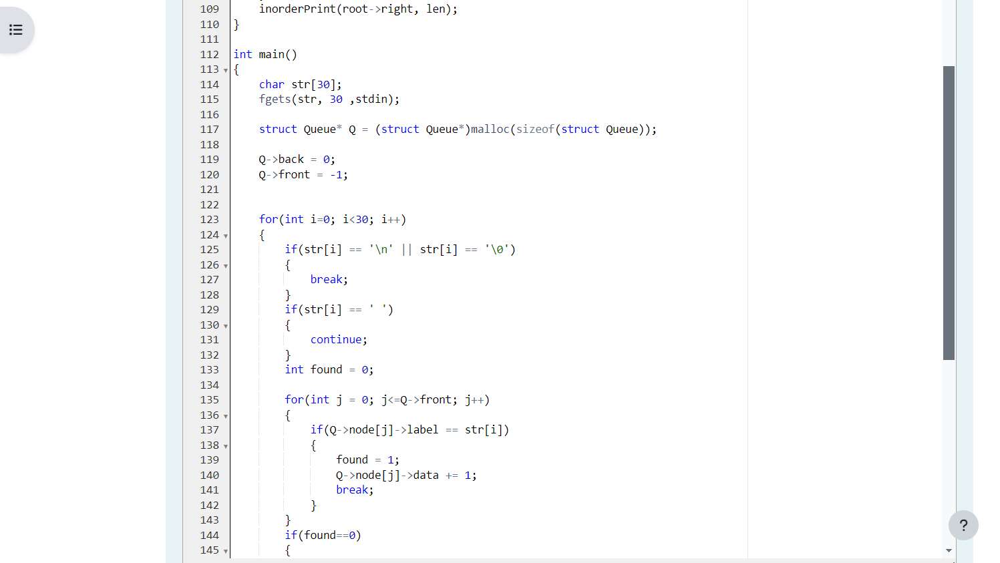 109 inorderPrint(root->right, len);
110 }
111
112 int main()
113 {
114 char str[30];
115 fgets(str, 30 ,stdin);
116
117 struct Queue* Q = (struct Queue*)malloc(sizeof(struct Queue));
118
119 Q->back = 0;
120 Q->front = -1;
121
122
123 for(int i=0; i<30; i++)
124 {
125 if(str[i] == '\n' || str[i] == '\0')
126 {
127 break;
128 }
129 if(str[i] == ' ')
130 {
131 continue;
132 }
133 int found = 0;
134
135 for(int j = 0; j<=Q->front; j++)
136 {
137 if(Q->node[j]->label == str[i])
138 {
139 found = 1;
140 Q->node[j]->data += 1;
141 break;
142 }
143 }
144 if(found==0)
145 {
?